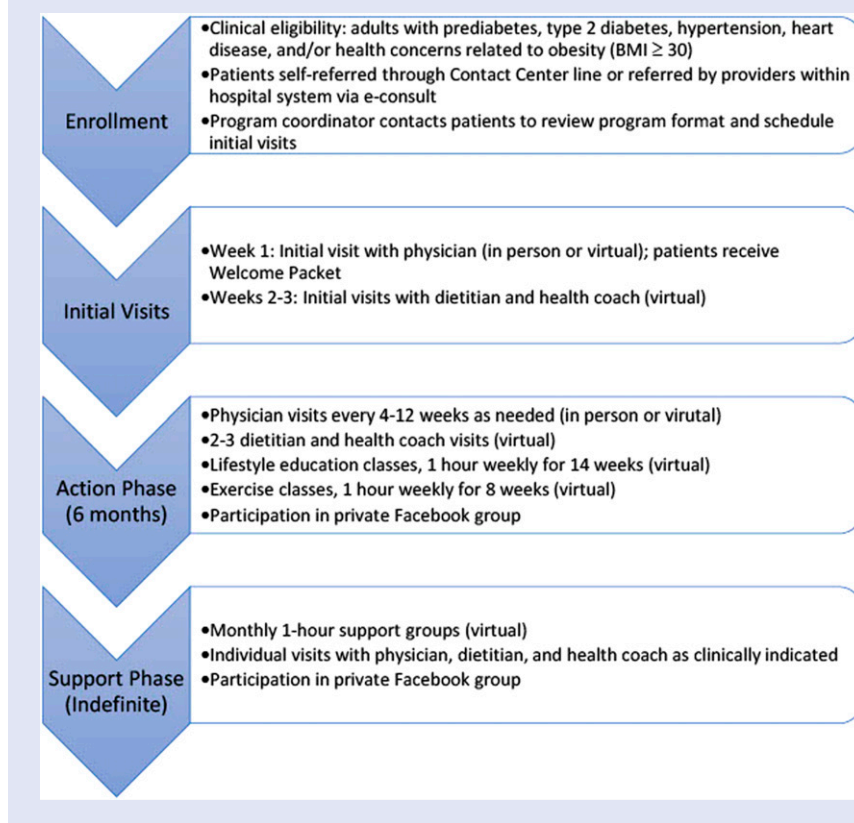 Enrollment
•Clinical eligibility: adults with prediabetes, type 2 diabetes, hypertension, heart
disease, and/or health concerns related to obesity (BMI ≥ 30)
•Patients self-referred through Contact Center line or referred by providers within
hospital system via e-consult
•Program coordinator contacts patients to review program format and schedule
initial visits
Initial Visits
•Week 1: Initial visit with physician (in person or virtual); patients receive
Welcome Packet
•Weeks 2-3: Initial visits with dietitian and health coach (virtual)
Action Phase
(6 months)
•Physician visits every 4-12 weeks as needed (in person or virutal)
•2-3 dietitian and health coach visits (virtual)
•Lifestyle education classes, 1 hour weekly for 14 weeks (virtual)
•Exercise classes, 1 hour weekly for 8 weeks (virtual)
•Participation in private Facebook group
Support Phase
(Indefinite)
•Monthly 1-hour support groups (virtual)
•Individual visits with physician, dietitian, and health coach as clinically indicated
•Participation in private Facebook group